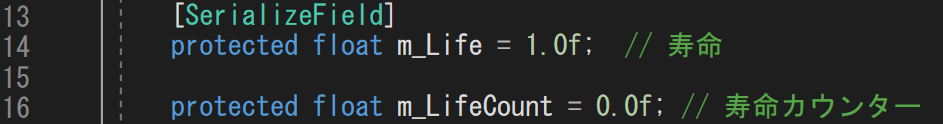 13 [SerializeField]
14 protected float m_Life = 1.0f; // 寿命
15
16 protected float m_LifeCount = 0.0f; // 寿命カウンター